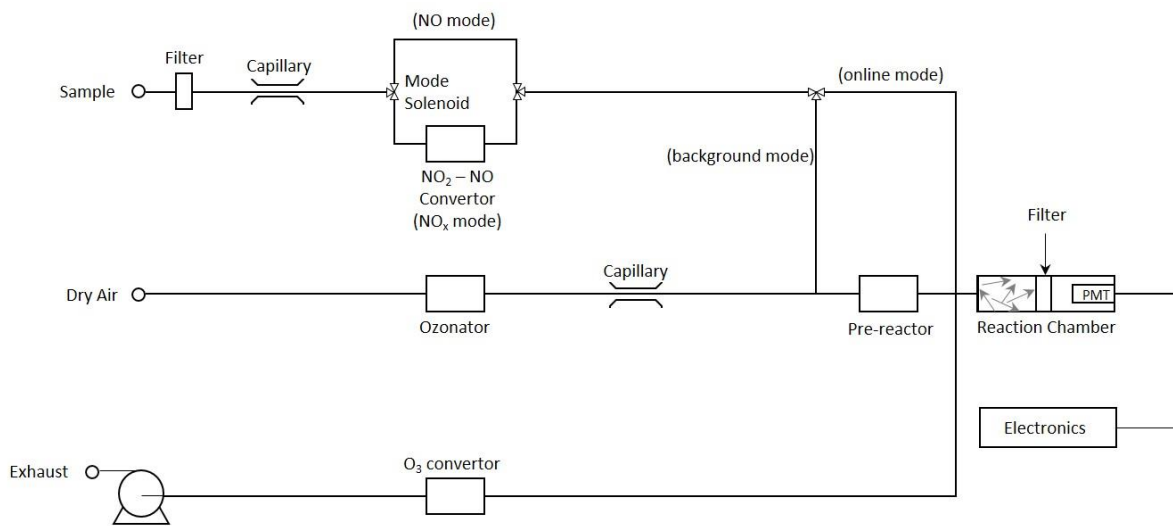 (NO mode)
Filter
Capillary
Sample
Mode
Solenoid
(online mode)
(background mode)
NO₂ – NO
Convertor
(NOₓ mode)
Filter
Capillary
Dry Air
PMT
Ozonator
Pre-reactor
Reaction Chamber
Electronics
O₃ convertor
Exhaust